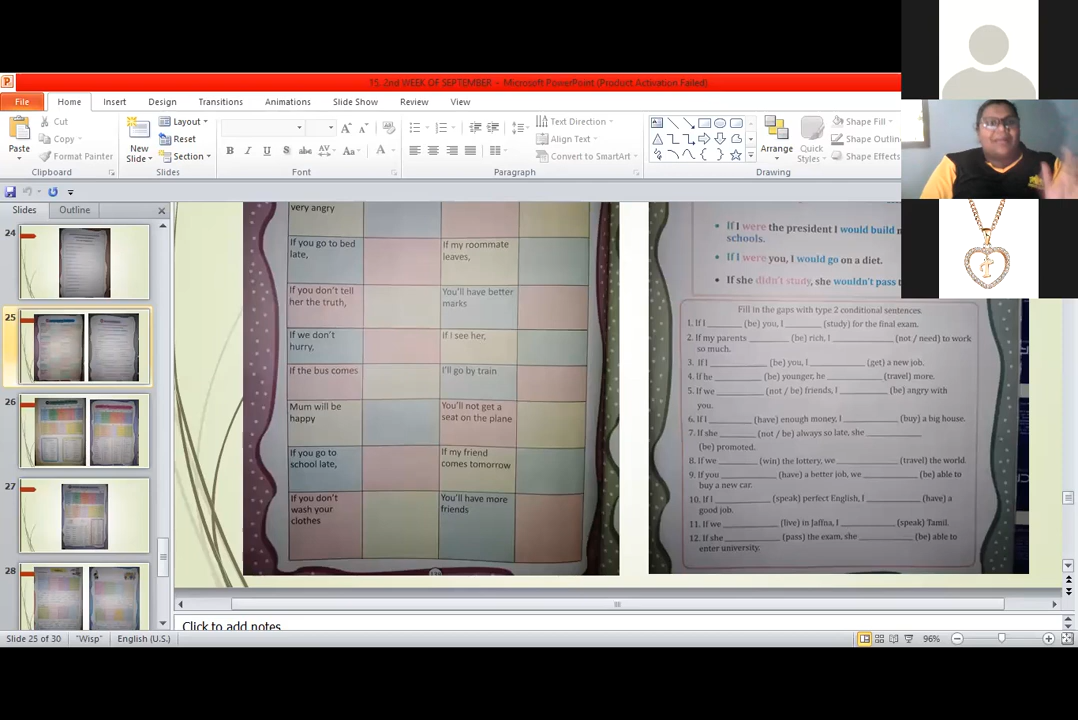 15. 2nd WEEK OF SEPTEMBER - Microsoft PowerPoint (Product Activation Failed)
File Home Insert Design Transitions Animations Slide Show Review View
Cut
Copy
Format Painter
Paste
Clipboard
New
Slide
Layout
Reset
Section
Slides
B I U S abc AV Aa A
Font
Text Direction
Align Text
Convert to SmartArt
Paragraph
Arrange
Quick
Styles
Shape Fill
Shape Outlin
Shape Effects
Drawing
Slides Outline
24
25
26
27
28
very angry
If you go to bed
late,
If my roommate
leaves,
If you don't tell
her the truth,
You'll have better
marks
If we don't
hurry,
If I see her,
If the bus comes
I'll go by train
Mum will be
happy
You'll not get a
seat on the plane
If you go to
school late,
If my friend
comes tomorrow
If you don't
wash your
clothes
You'll have more
friends
• If I were the president I would build
schools.
• If I were you, I would go on a diet.
• If she didn't study, she wouldn't pass
Fill in the gaps with type 2 conditional sentences.
1. If I ________ (be) you, I ________ (study) for the final exam.
2. If my parents ________ (be) rich, I ________ (not / need) to work
so much.
3. If I ________ (be) you, I ________ (get) a new job.
4. If he ________ (be) younger, he ________ (travel) more.
5. If we ________ (not / be) friends, I ________ (be) angry with
you.
6. If I ________ (have) enough money, I ________ (buy) a big house.
7. If she ________ (not / be) always so late, she ________
(be) promoted.
8. If we ________ (win) the lottery, we ________ (travel) the world.
9. If you ________ (have) a better job, we ________ (be) able to
buy a new car.
10. If I ________ (speak) perfect English, I ________ (have) a
good job.
11. If we ________ (live) in Jaffna, I ________ (speak) Tamil.
12. If she ________ (pass) the exam, she ________ (be) able to
enter university.
Click to add notes
Slide 25 of 30 "Wisp" English (U.S.) 96%